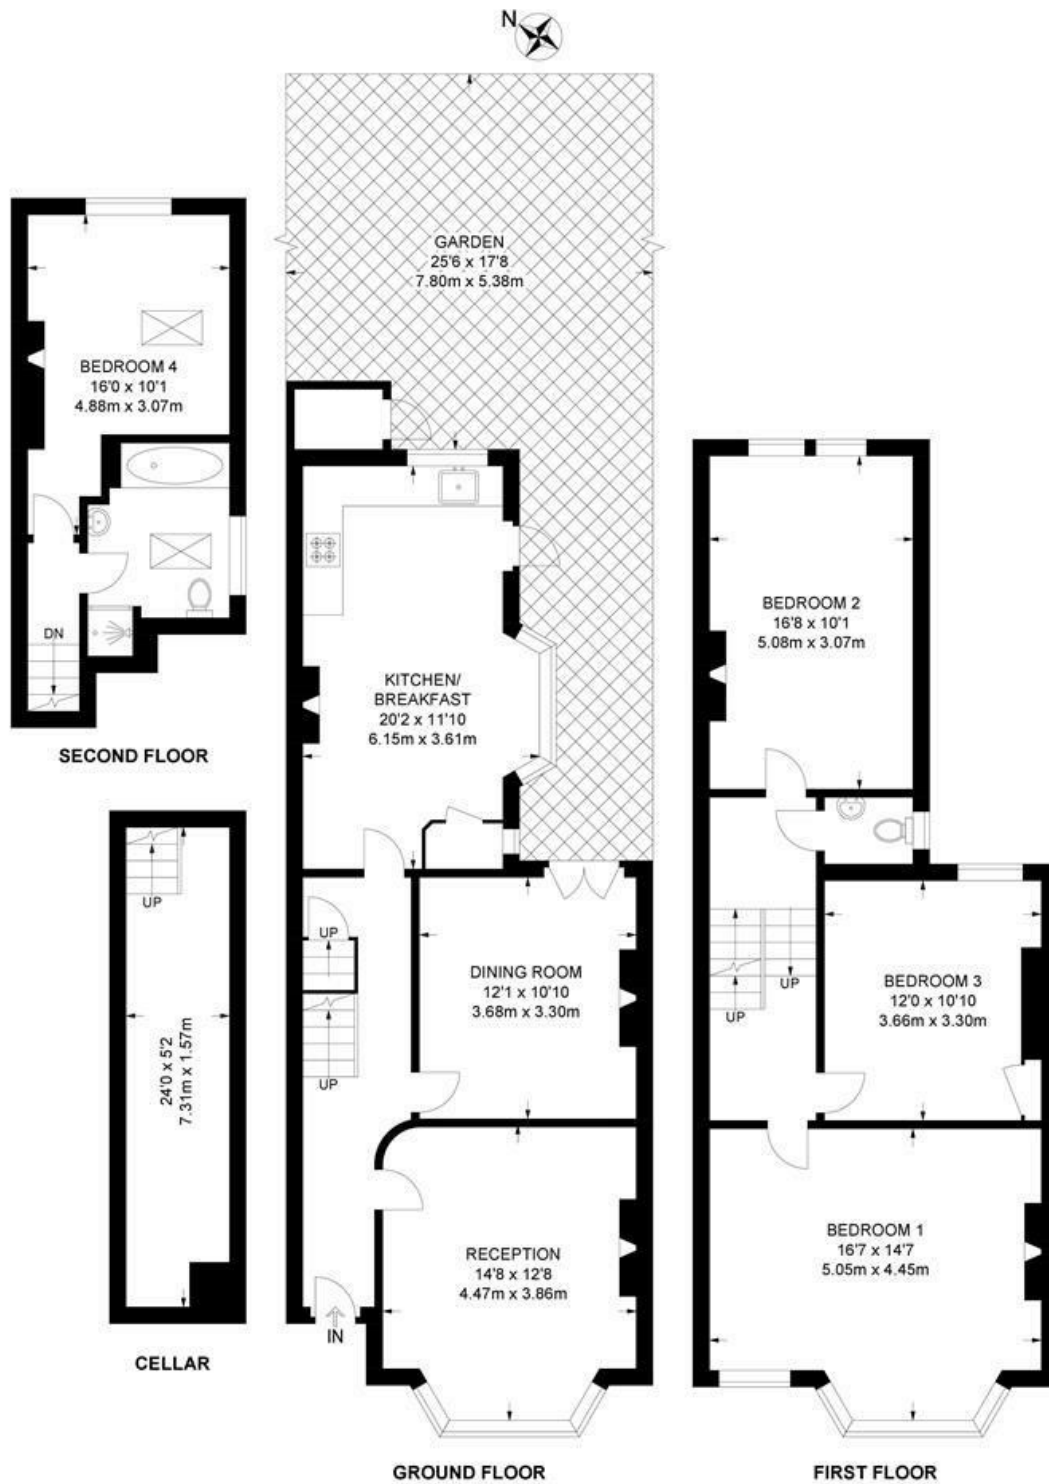 N
GARDEN
25'6 x 17'8
7.80m x 5.38m
BEDROOM 4
16'0 x 10'1
4.88m x 3.07m
DN
SECOND FLOOR
UP
24'0 x 5'2
7.31m x 1.57m
CELLAR
KITCHEN/
BREAKFAST
20'2 x 11'10
6.15m x 3.61m
UP
UP
DINING ROOM
12'1 x 10'10
3.68m x 3.30m
RECEPTION
14'8 x 12'8
4.47m x 3.86m
IN
GROUND FLOOR
BEDROOM 2
16'8 x 10'1
5.08m x 3.07m
UP
UP
BEDROOM 3
12'0 x 10'10
3.66m x 3.30m
BEDROOM 1
16'7 x 14'7
5.05m x 4.45m
FIRST FLOOR